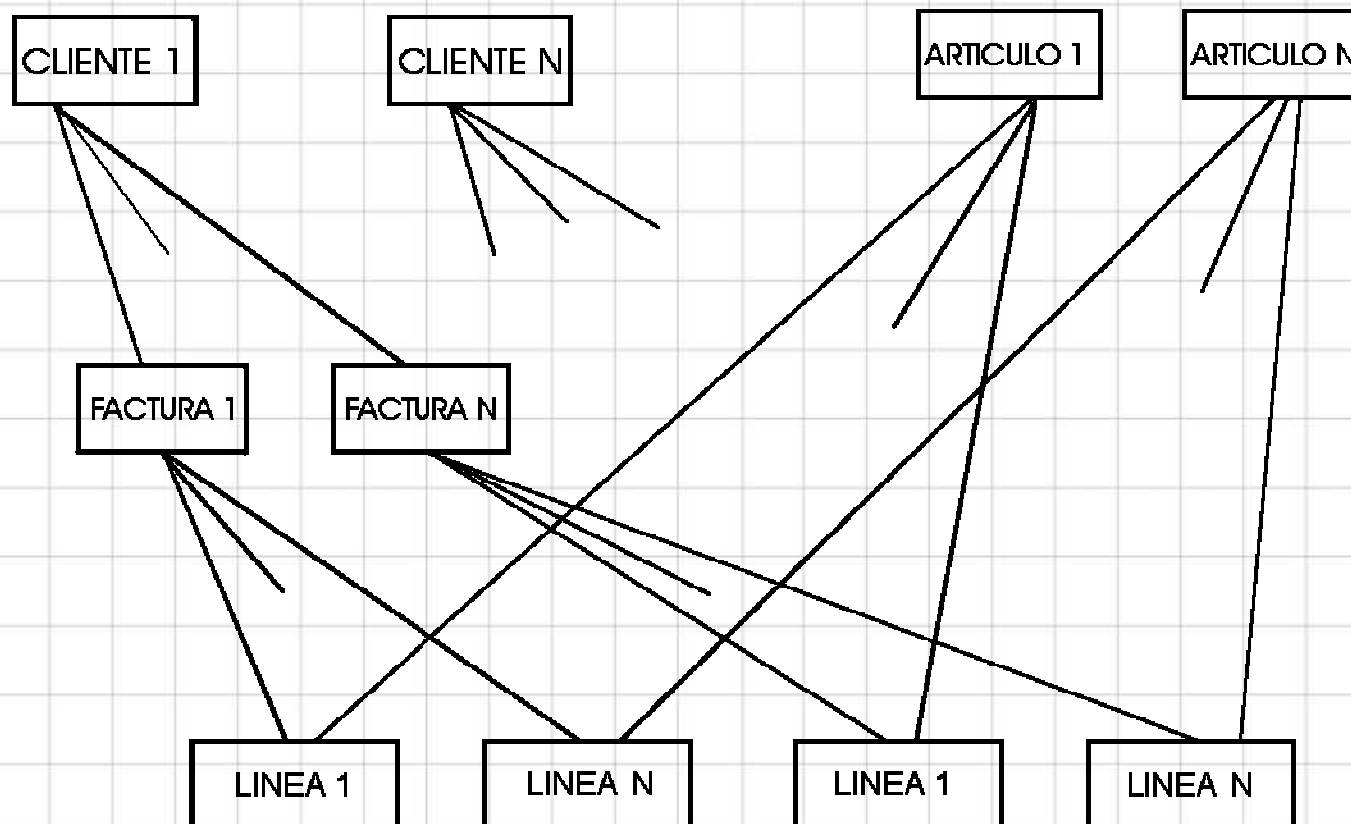 CLIENTE 1
CLIENTE N
ARTICULO 1
ARTICULO N
FACTURA 1
FACTURA N
LINEA 1
LINEA N
LINEA 1
LINEA N